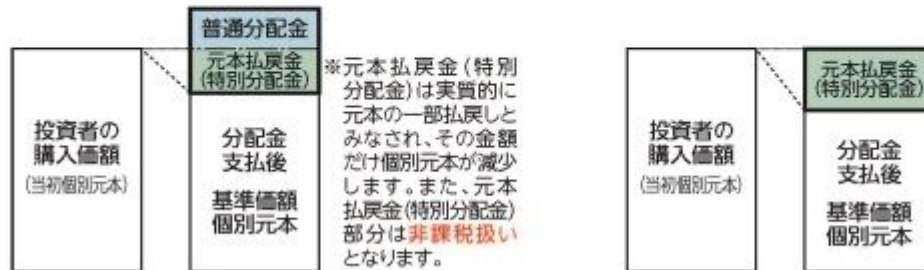 普通分配金
元本払戻金
(特別分配金)
投資者の
購入価額
(当初個別元本)
分配金
支払後
基準価額
個別元本
※元本払戻金(特別
分配金)は実質的に
元本の一部払戻しと
みなされ、その金額
だけ個別元本が減少
します。また、元本
払戻金(特別分配金)
部分は非課税扱い
となります。
投資者の
購入価額
(当初個別元本)
元本払戻金
(特別分配金)
分配金
支払後
基準価額
個別元本